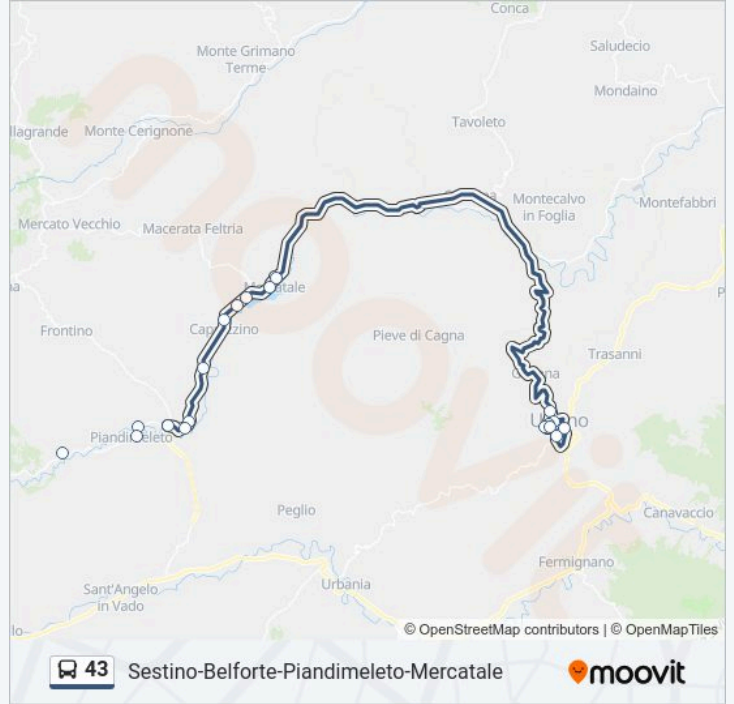 Conca
Monte Grimano
Terme
Saludecio
Mondaino
llagrande
Monte Cerignone
Tavoleto
Montecalvo
in Foglia
Montefabbri
Mercato Vecchio
Macerata Feltria
Frontino
Pieve di Cagna
Trasanni
Piandimeleto
Peglio
Canavaccio
Fermignano
Urbania
Sant'Angelo
in Vado
moovit
© OpenStreetMap contributors | © OpenMapTiles
43 Sestino-Belforte-Piandimeleto-Mercatale
moovit